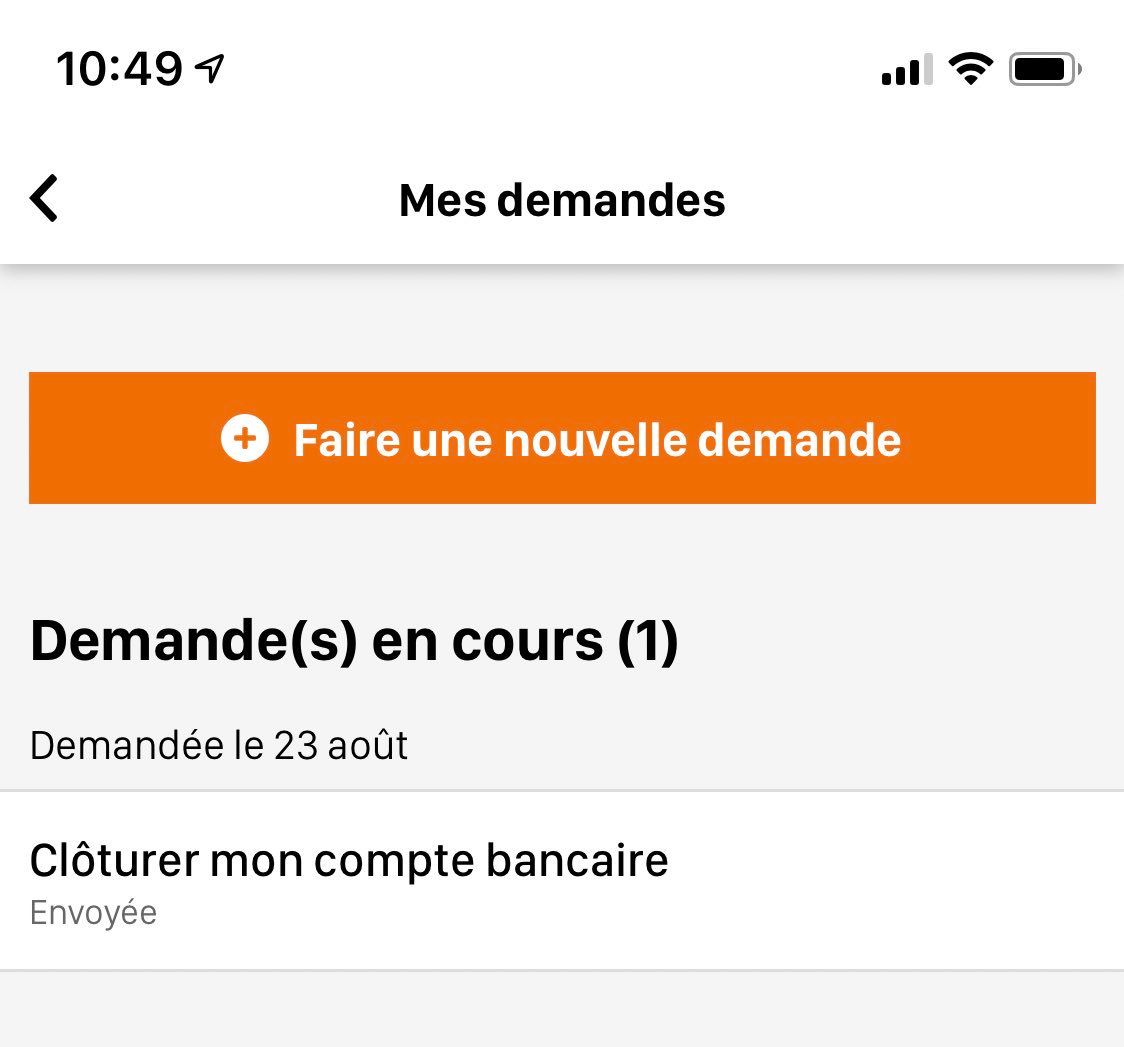 10:49
Mes demandes
Faire une nouvelle demande
Demande(s) en cours (1)
Demandée le 23 août
Clôturer mon compte bancaire
Envoyée